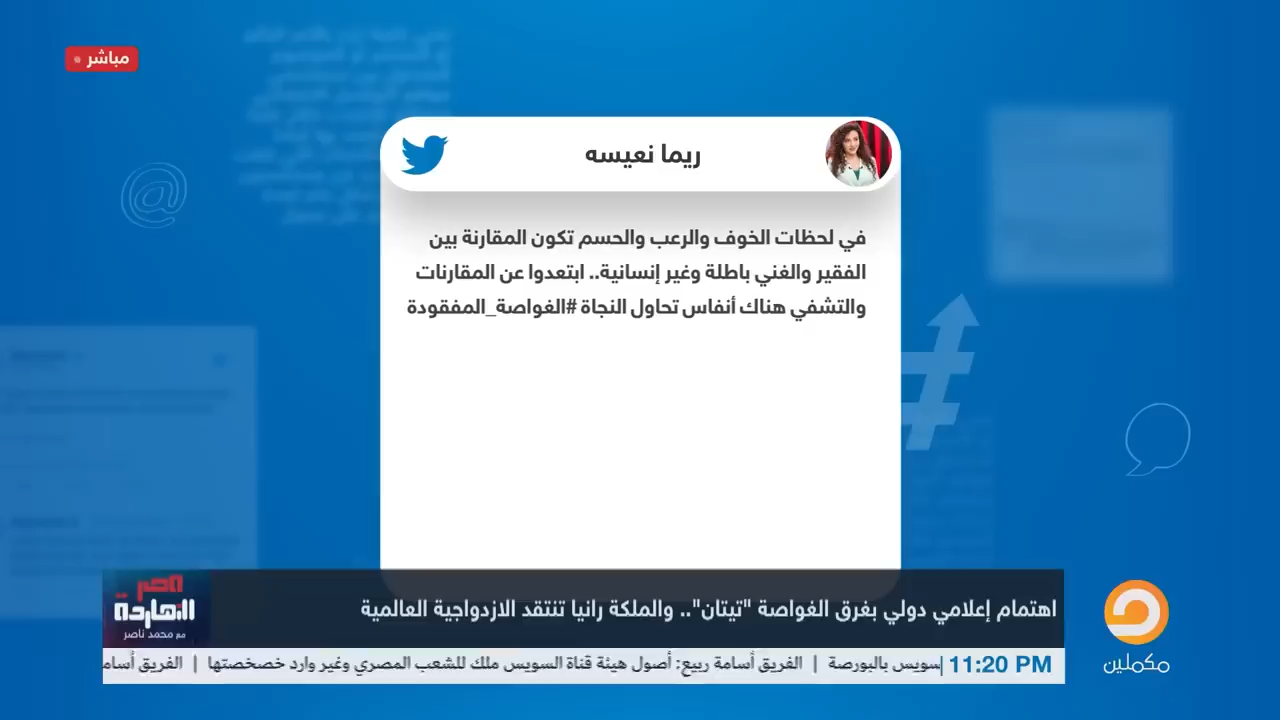 مباشر
ريما نعيسه
في لحظات الخوف والرعب والحسم تكون المقارنة بين
الفقير والغني باطلة وغير إنسانية.. ابتعدوا عن المقارنات
والتشفي هناك أنفاس تحاول النجاة #الغواصة_المفقودة
مصر
النهاردة
مع محمد ناصر
اهتمام إعلامي دولي بغرق الغواصة "تيتان".. والملكة رانيا تنتقد الازدواجية العالمية
11:20 PM
سويس بالبورصة | الفريق أسامة ربيع: أصول هيئة قناة السويس ملك للشعب المصري وغير وارد خصخصتها | الفريق أسام
مكملين